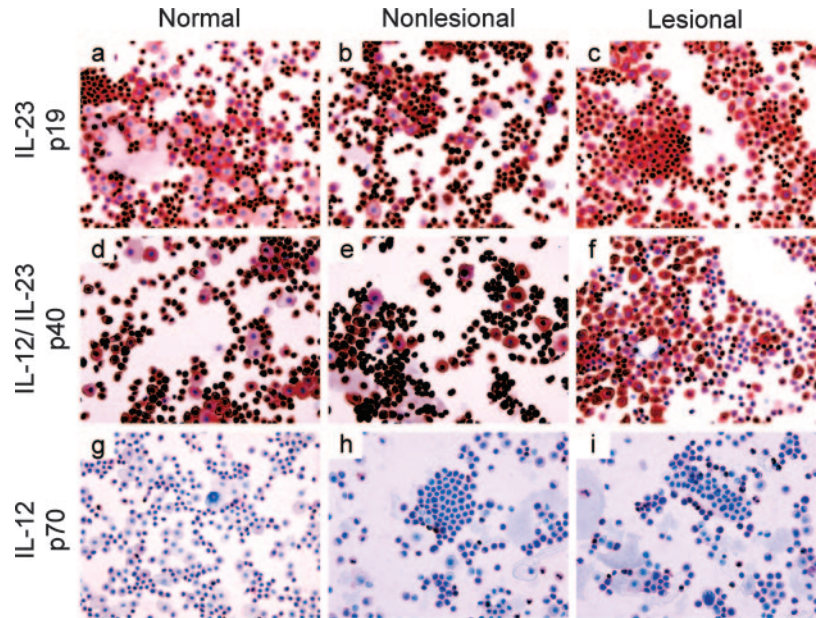 Normal Nonlesional Lesional
IL-23
p19
a b c
IL-12/ IL-23
p40
d e f
IL-12
p70
g h i